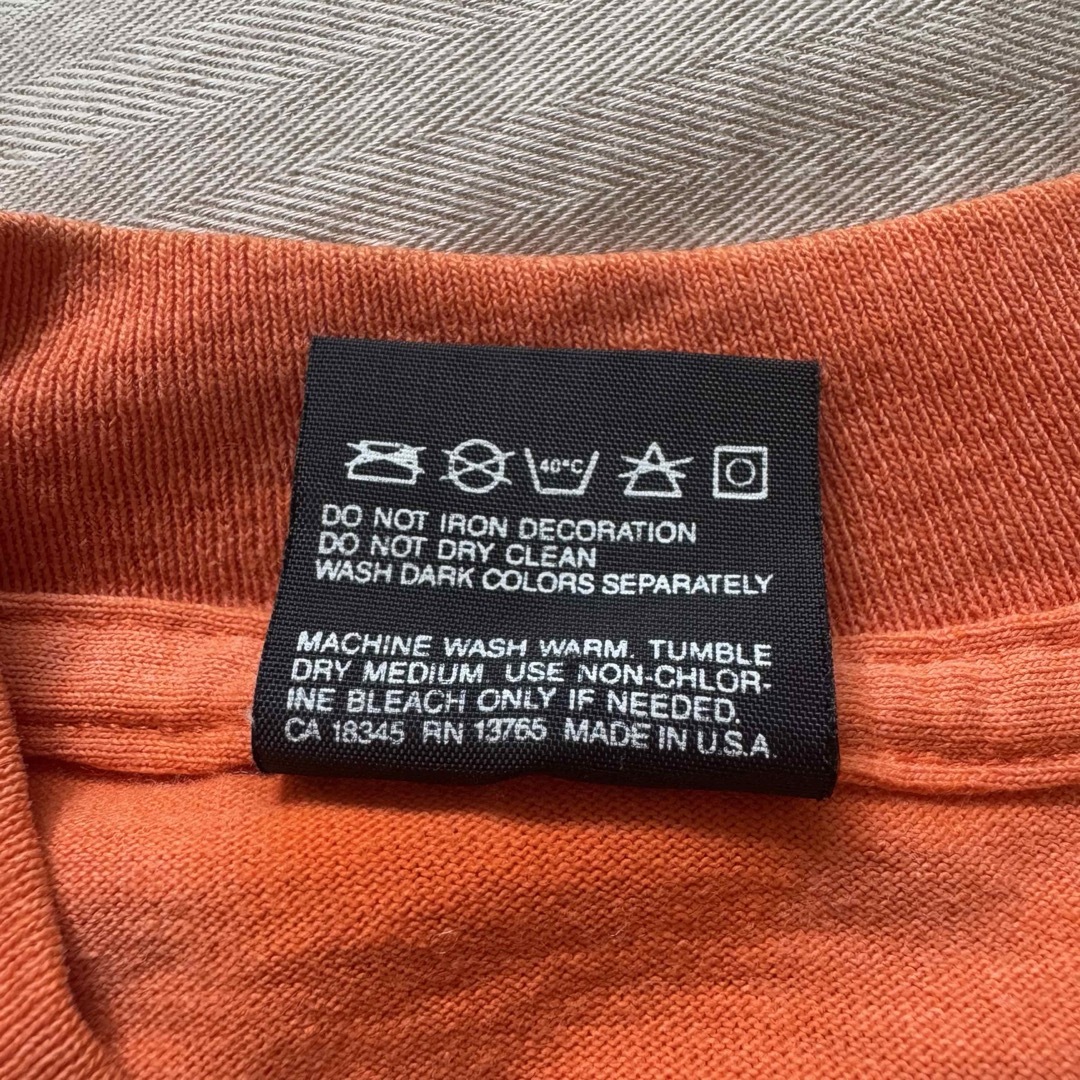 40°C
DO NOT IRON DECORATION
DO NOT DRY CLEAN
WASH DARK COLORS SEPARATELY
MACHINE WASH WARM. TUMBLE
DRY MEDIUM. USE NON-CHLOR-
INE BLEACH ONLY IF NEEDED.
CA 18345 RN 13765 MADE IN U.S.A.